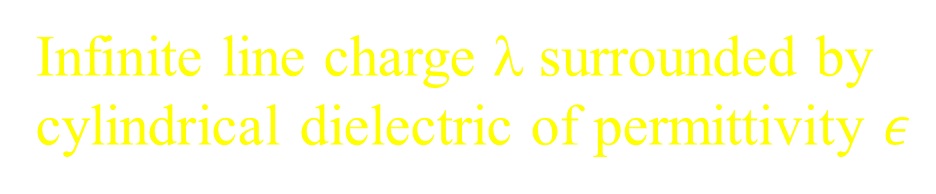 Infinite line charge λ surrounded by
cylindrical dielectric of permittivity ϵ